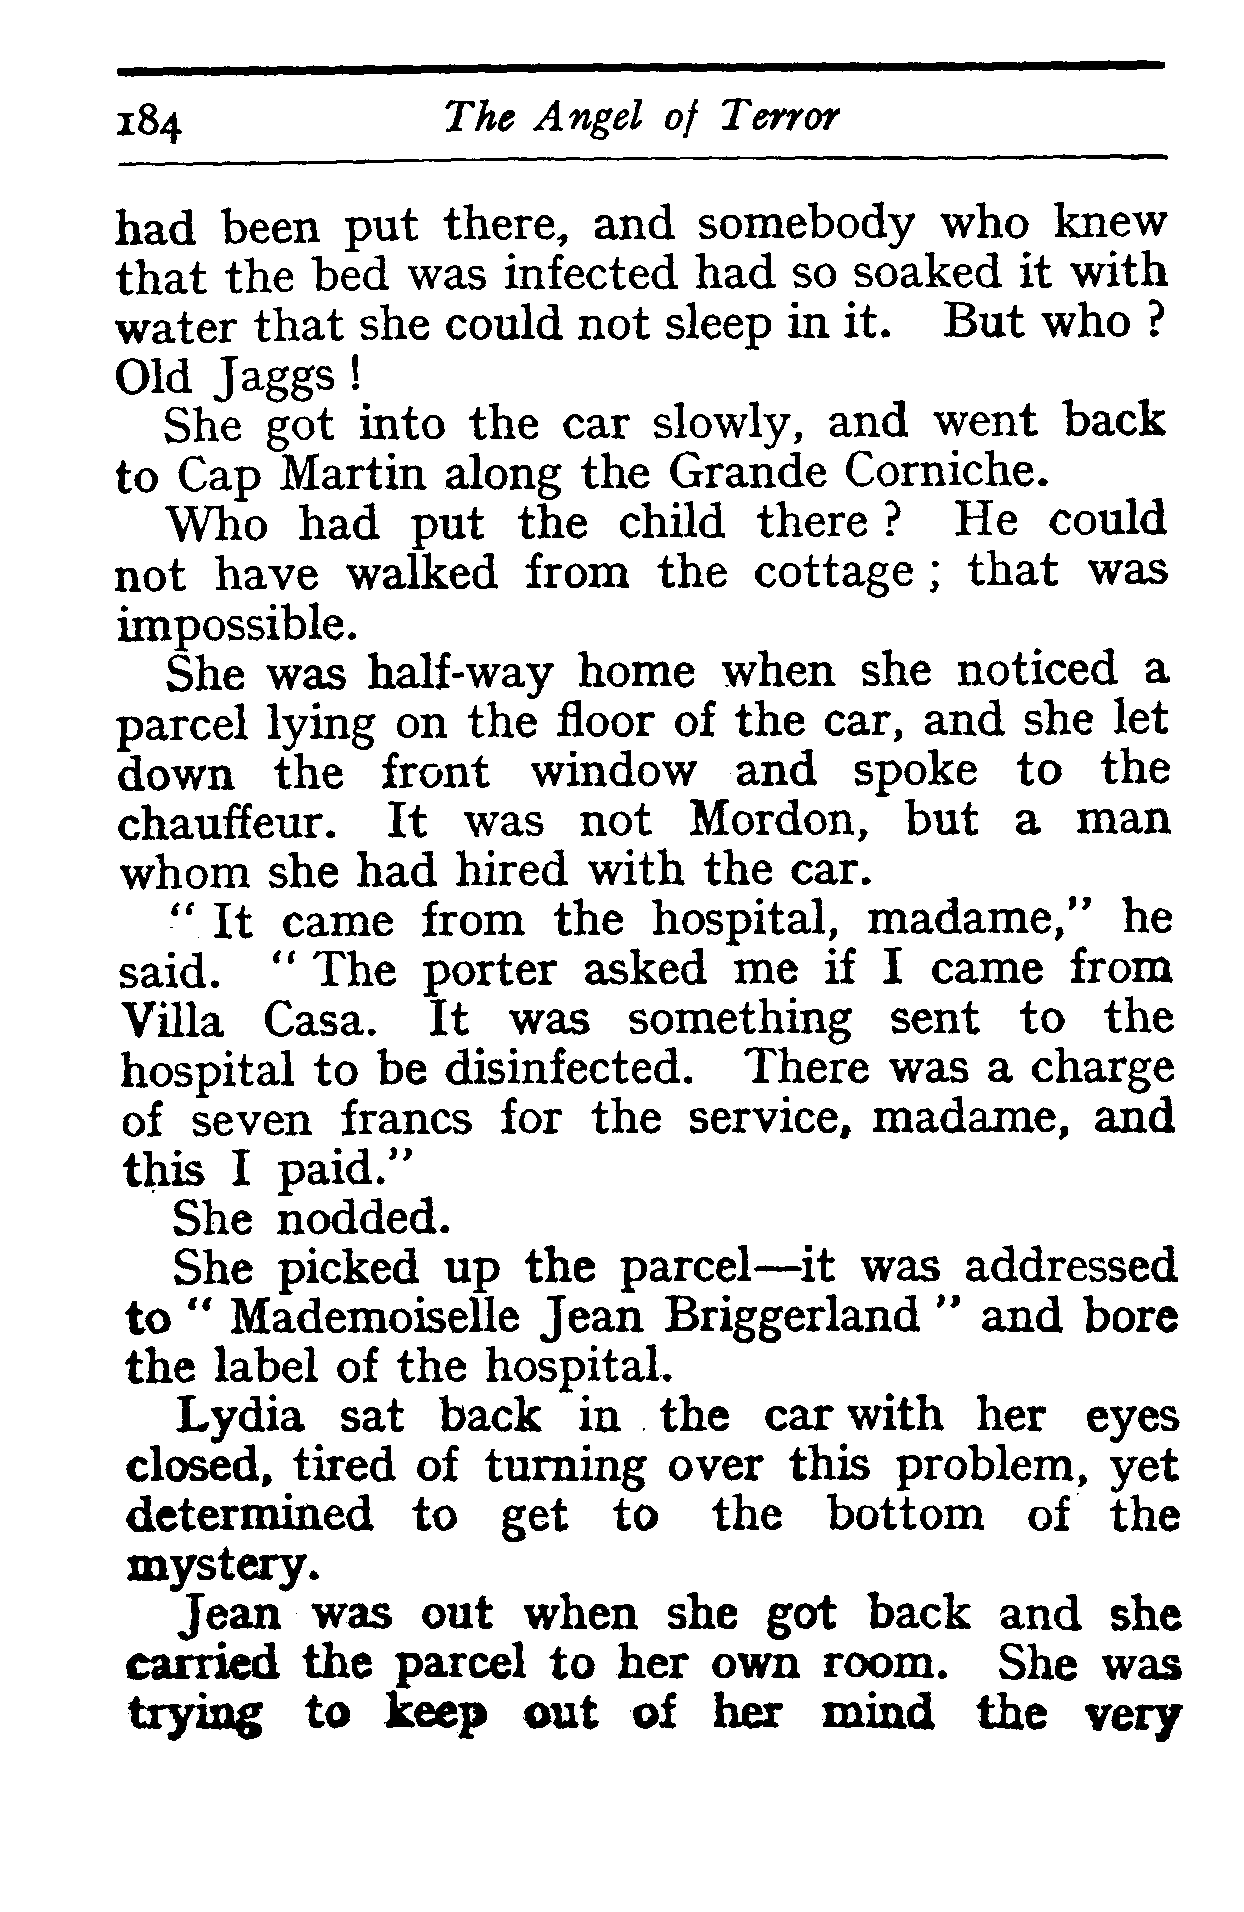 184 The Angel of Terror
had been put there, and somebody who knew
that the bed was infected had so soaked it with
water that she could not sleep in it. But who ?
Old Jaggs !
She got into the car slowly, and went back
to Cap Martin along the Grande Corniche.
Who had put the child there ? He could
not have walked from the cottage ; that was
impossible.
She was half-way home when she noticed a
parcel lying on the floor of the car, and she let
down the front window and spoke to the
chauffeur. It was not Mordon, but a man
whom she had hired with the car.
" It came from the hospital, madame," he
said. " The porter asked me if I came from
Villa Casa. It was something sent to the
hospital to be disinfected. There was a charge
of seven francs for the service, madame, and
this I paid."
She nodded.
She picked up the parcel—it was addressed
to " Mademoiselle Jean Briggerland " and bore
the label of the hospital.
Lydia sat back in the car with her eyes
closed, tired of turning over this problem, yet
determined to get to the bottom of the
mystery.
Jean was out when she got back and she
carried the parcel to her own room. She was
trying to keep out of her mind the very